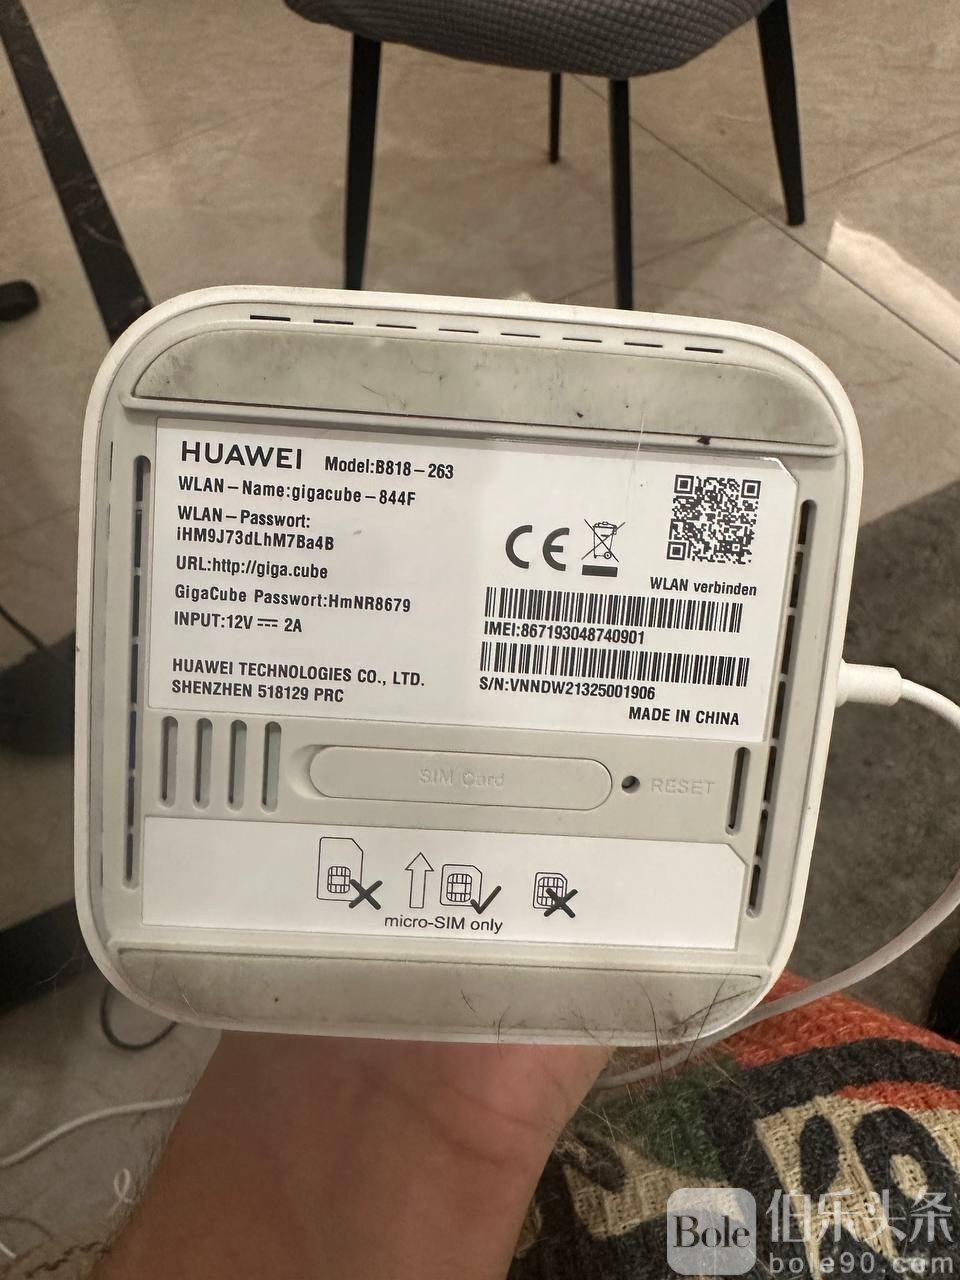 HUAWEI Model:B818-263
WLAN-Name:gigacube-844F
WLAN-Passwort:
iHM9J73dLhM7Ba4B
URL:http://giga.cube
GigaCube Passwort:HmNR8679
INPUT:12V ⎓ 2A
HUAWEI TECHNOLOGIES CO., LTD.
SHENZHEN 518129 PRC
CE
WLAN verbinden
IMEI:867193048740901
S/N:VNNDW21325001906
MADE IN CHINA
SIM Card
RESET
micro-SIM only
Bole 伯乐头条
bole90.com